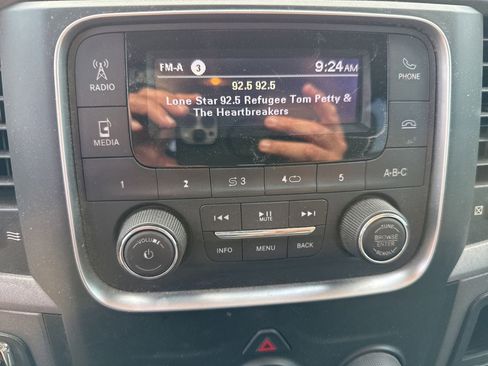 FM-A 3 9:24AM
92.5 92.5
Lone Star 92.5 Refugee Tom Petty &
The Heartbreakers
RADIO
PHONE
MEDIA
1 2 3 4 5 A-B-C
MUTE
VOLUME
INFO MENU BACK
TUNE
BROWSE
ENTER
SCROLL